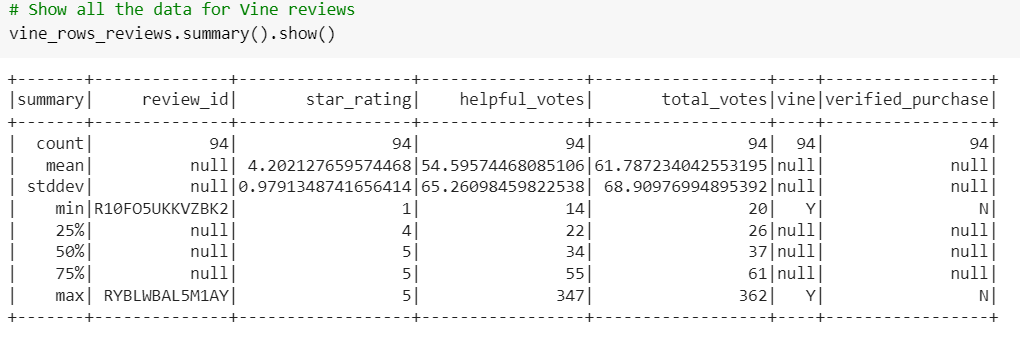 # Show all the data for Vine reviews
vine_rows_reviews.summary().show()
+-------+--------------+------------------+-----------------+------------------+----+-----------------+
|summary|     review_id|       star_rating|    helpful_votes|       total_votes|vine|verified_purchase|
+-------+--------------+------------------+-----------------+------------------+----+-----------------+
|  count|            94|                94|               94|                94|  94|               94|
|   mean|          null| 4.202127659574468|54.59574468085106|61.787234042553195|null|             null|
| stddev|          null|0.9791348741656414|65.26098459822538| 68.90976994895392|null|             null|
|    min|R10FO5UKKVZBK2|                 1|               14|                20|   Y|                N|
|    25%|          null|                 4|               22|                26|null|             null|
|    50%|          null|                 5|               34|                37|null|             null|
|    75%|          null|                 5|               55|                61|null|             null|
|    max| RYBLWBAL5M1AY|                 5|              347|               362|   Y|                N|
+-------+--------------+------------------+-----------------+------------------+----+-----------------+